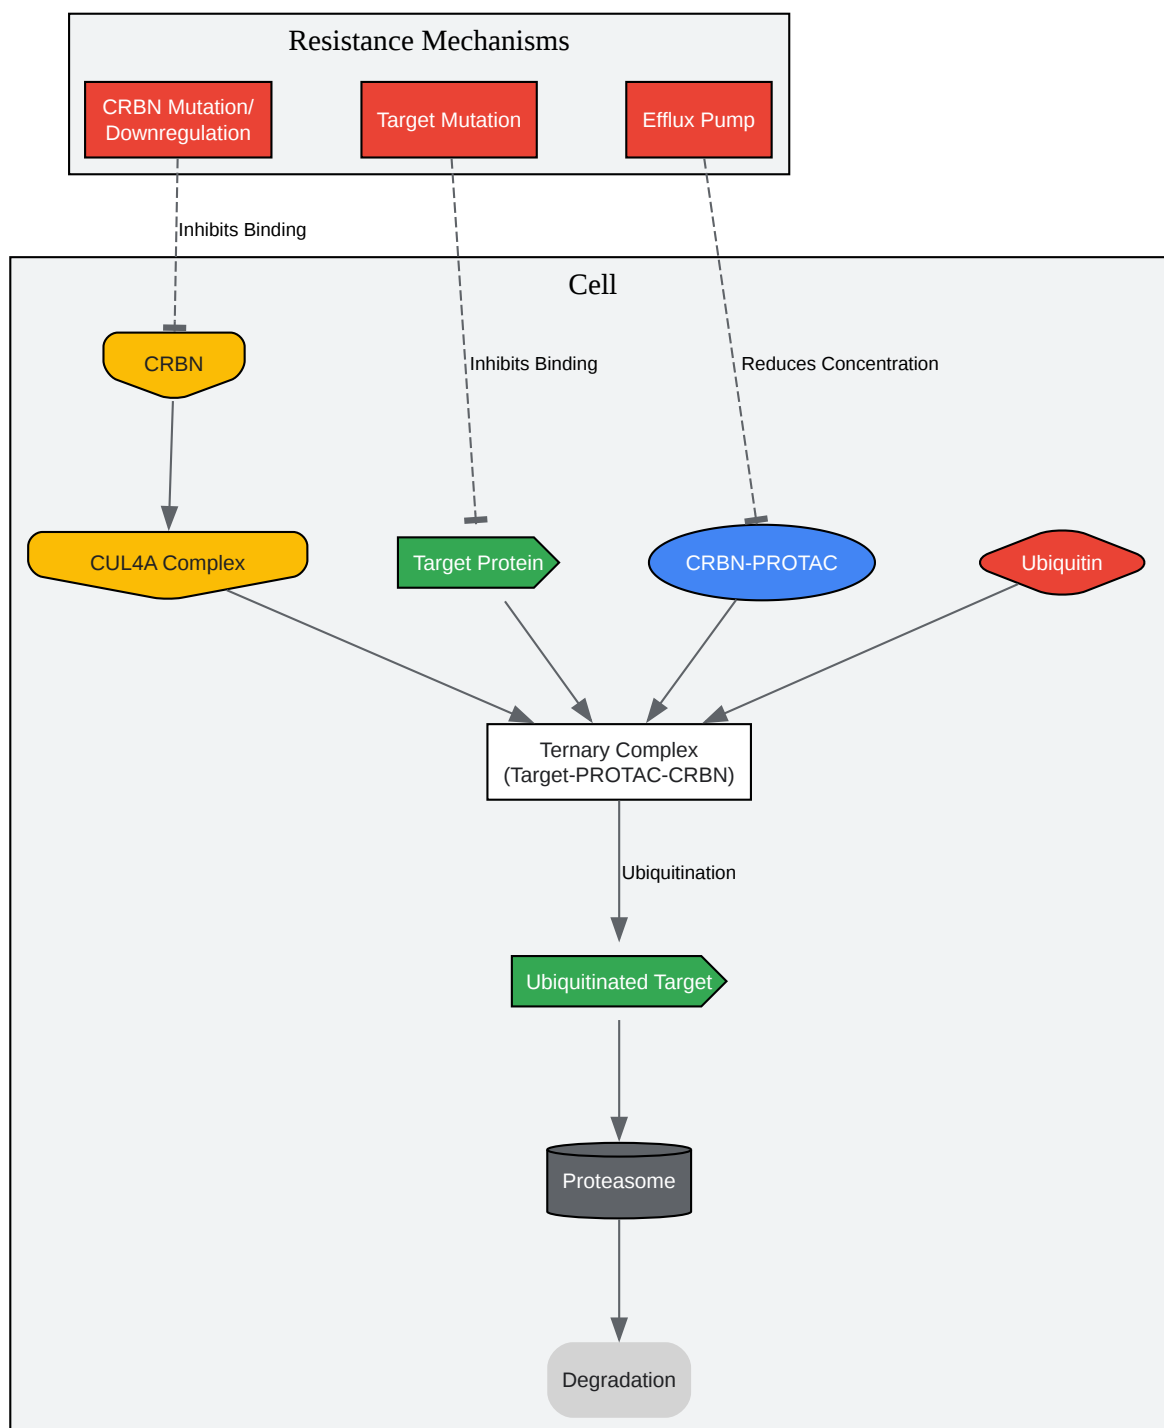 Resistance Mechanisms
CRBN Mutation/
Downregulation
Target Mutation
Efflux Pump
Inhibits Binding
Cell
CRBN
Inhibits Binding
Reduces Concentration
CUL4A Complex
Target Protein
CRBN-PROTAC
Ubiquitin
Ternary Complex
(Target-PROTAC-CRBN)
Ubiquitination
Ubiquitinated Target
Proteasome
Degradation